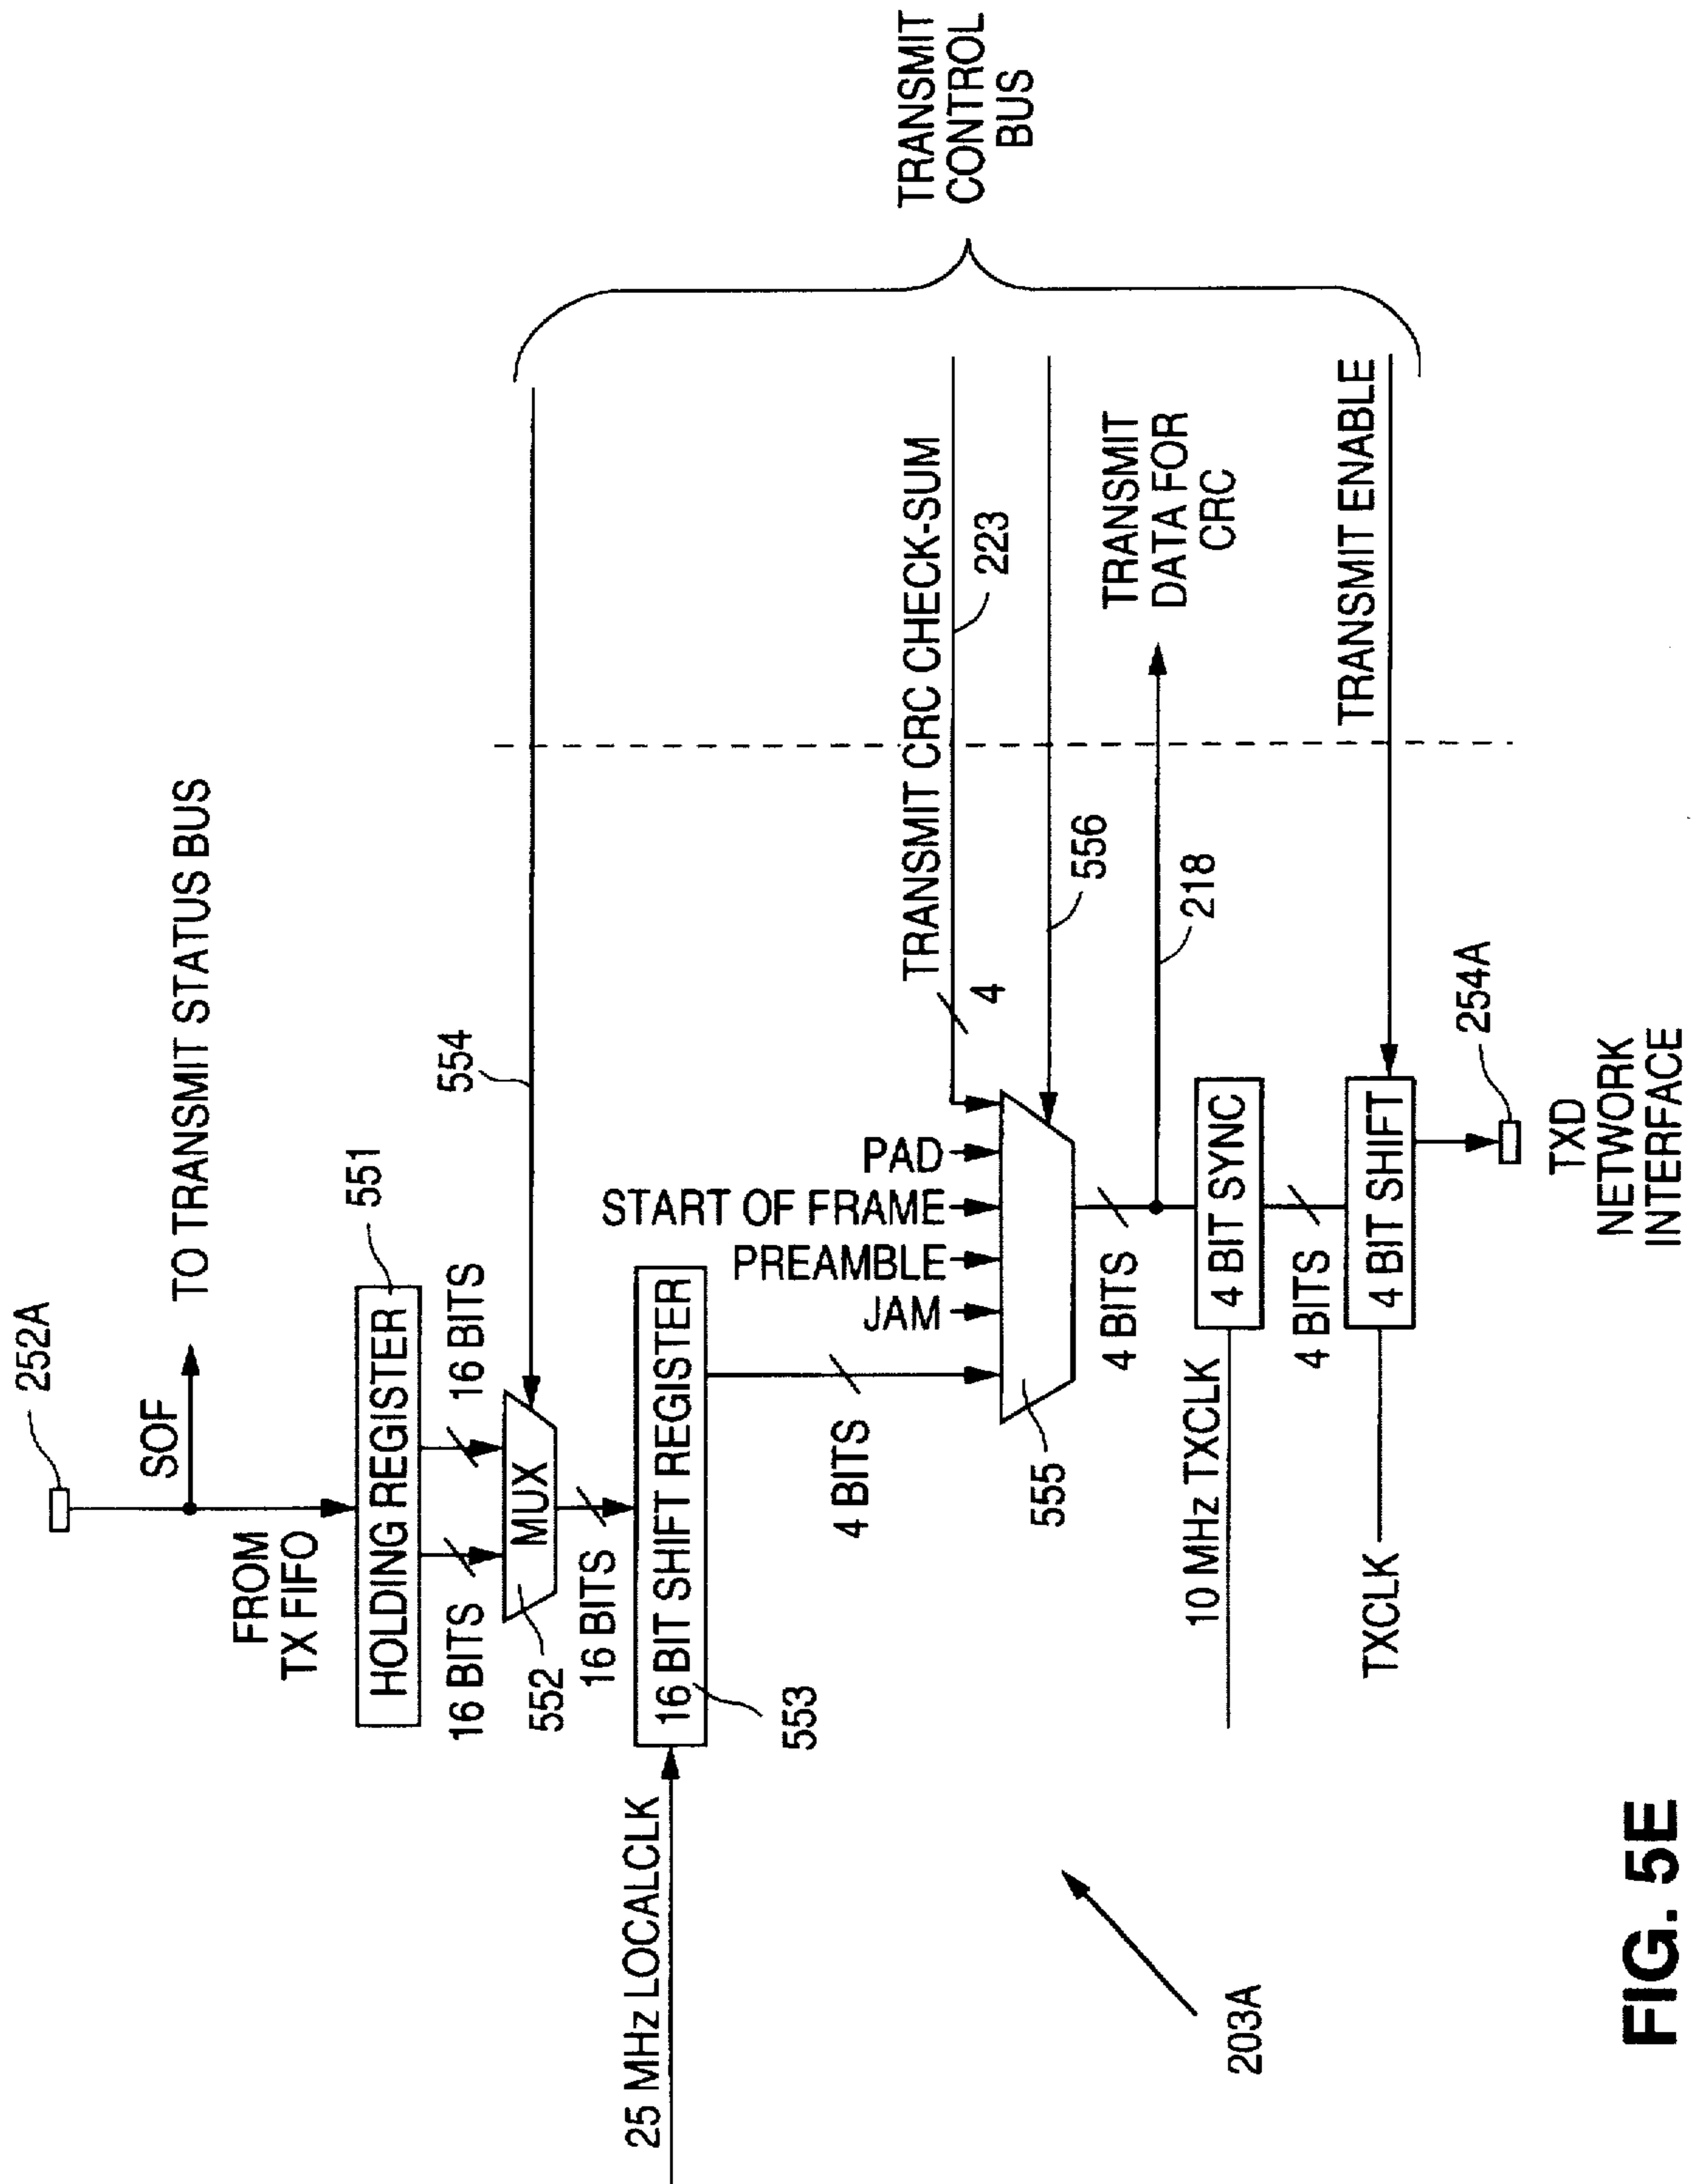 252A
SOF
TO TRANSMIT STATUS BUS
FROM
TX FIFO
551
HOLDING REGISTER
16 BITS
16 BITS
554
MUX
552
16 BITS
25 MHz LOCALCLK
16 BIT SHIFT REGISTER
553
4 BITS
JAM
PREAMBLE
START OF FRAME
PAD
4
TRANSMIT CRC CHECK-SUM
223
TRANSMIT
CONTROL
BUS
555
556
4 BITS
218
TRANSMIT
DATA FOR
CRC
10 MHz TXCLK
4 BIT SYNC
4 BITS
TXCLK
4 BIT SHIFT
TRANSMIT ENABLE
254A
TXD
NETWORK
INTERFACE
203A
FIG. 5E